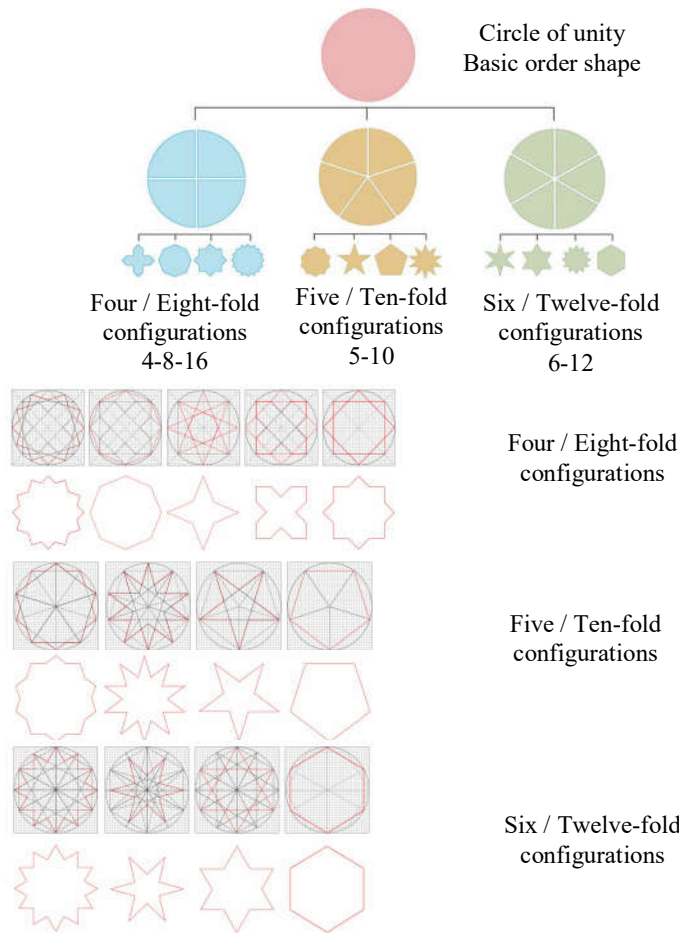 Circle of unity
Basic order shape
Four / Eight-fold
configurations
4-8-16
Five / Ten-fold
configurations
5-10
Six / Twelve-fold
configurations
6-12
Four / Eight-fold
configurations
Five / Ten-fold
configurations
Six / Twelve-fold
configurations